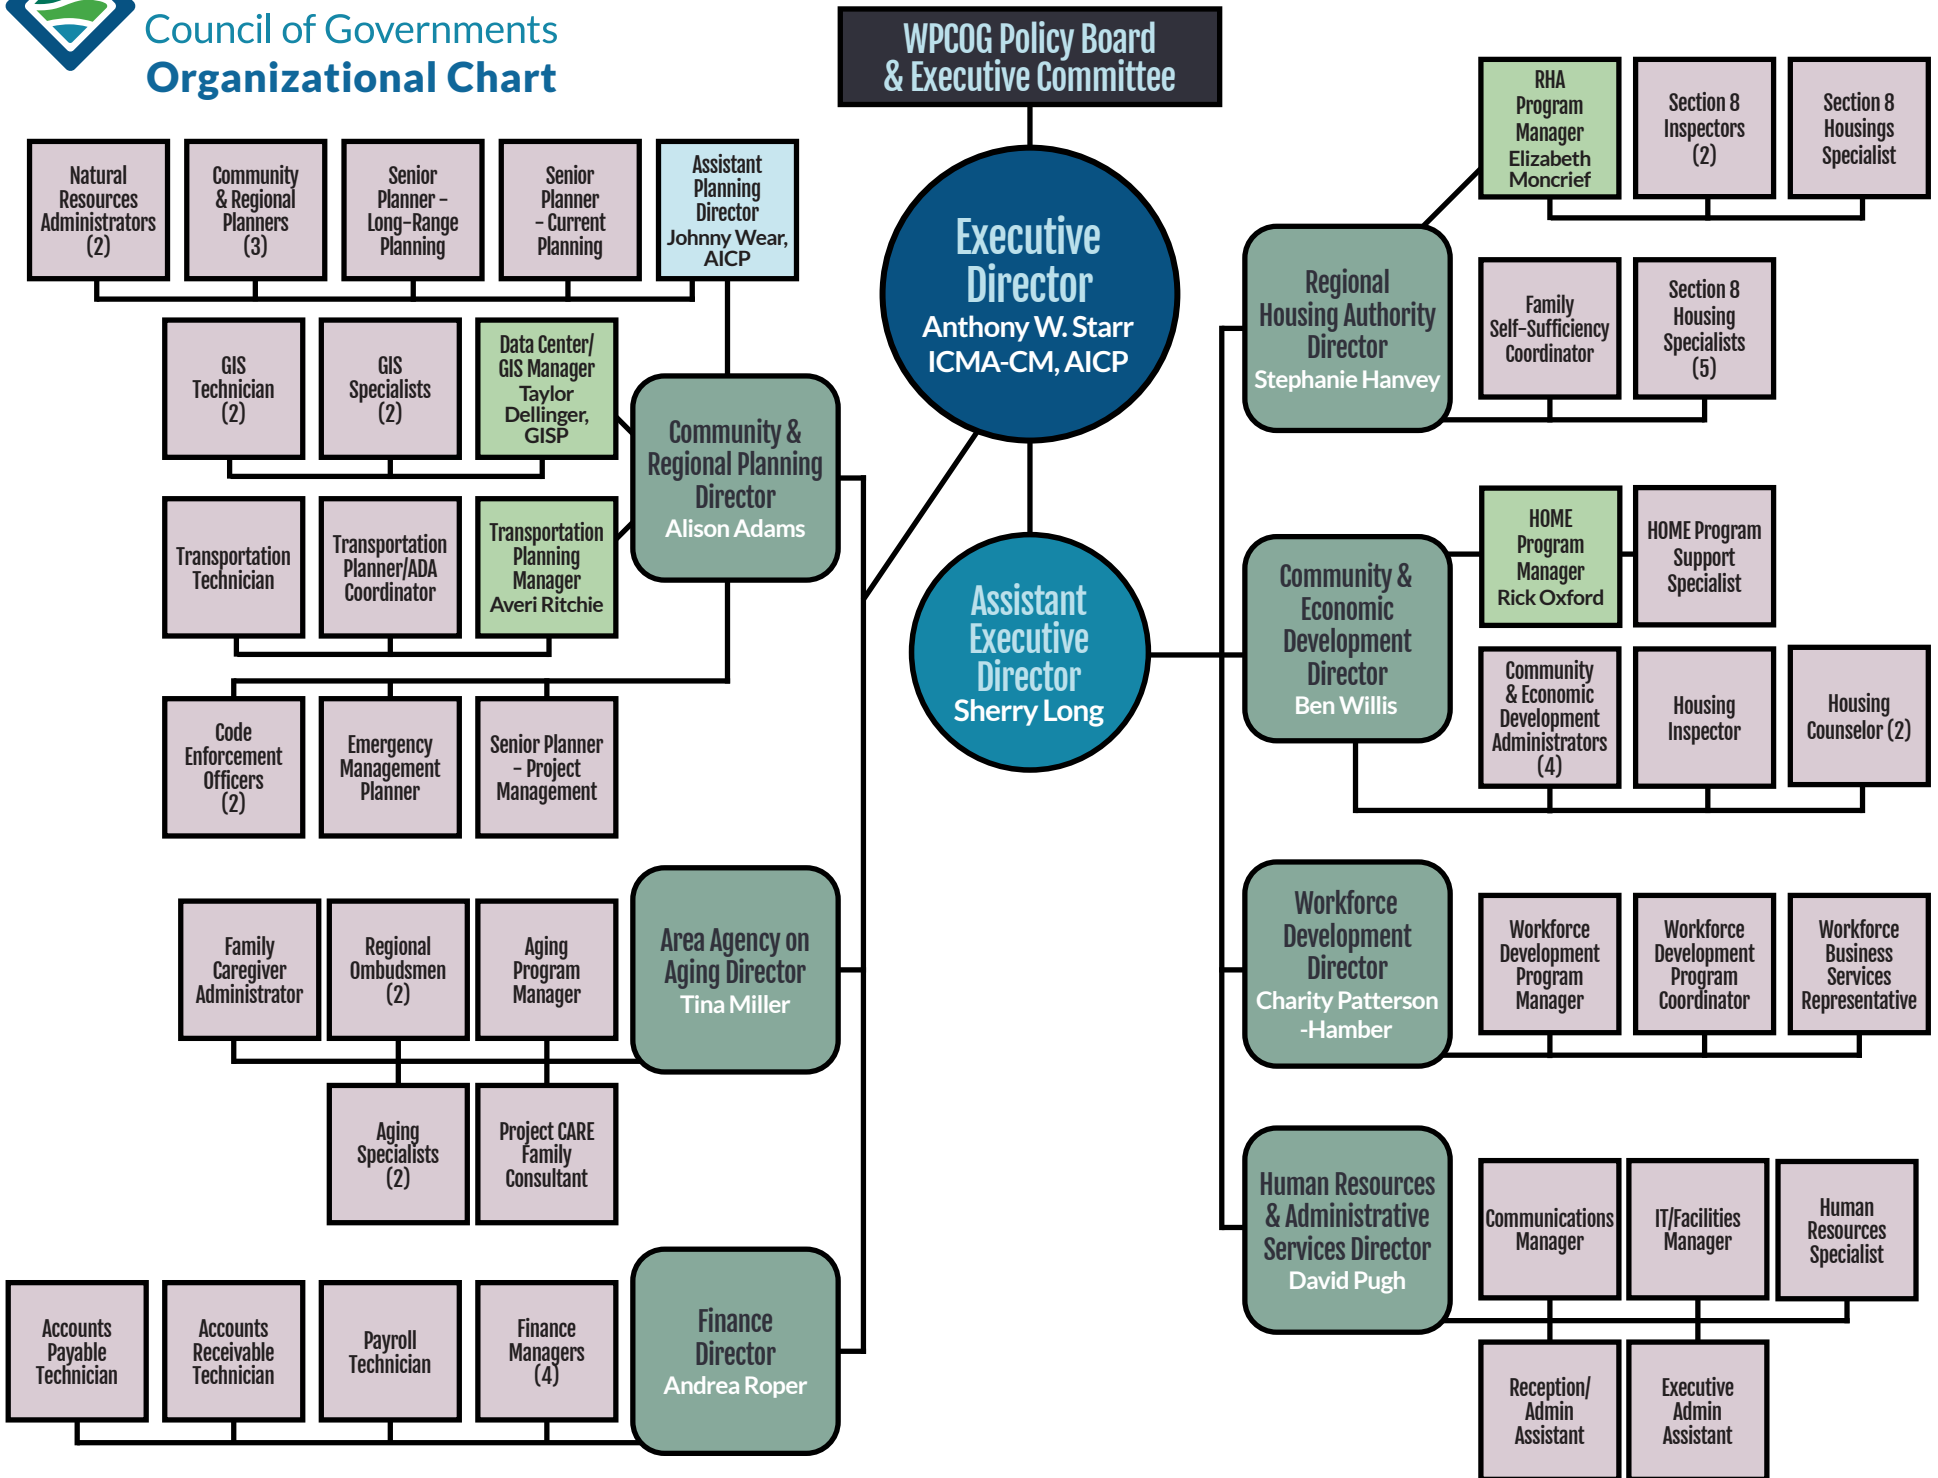 Council of Governments
Organizational Chart
WPCOG Policy Board
& Executive Committee
Executive
Director
Anthony W. Starr
ICMA-CM, AICP
Assistant
Executive
Director
Sherry Long
Natural
Resources
Administrators
(2)
Community
& Regional
Planners
(3)
Senior
Planner –
Long-Range
Planning
Senior
Planner
– Current
Planning
Assistant
Planning
Director
Johnny Wear,
AICP
GIS
Technician
(2)
GIS
Specialists
(2)
Data Center/
GIS Manager
Taylor
Dellinger,
GISP
Community &
Regional Planning
Director
Alison Adams
Transportation
Technician
Transportation
Planner/ADA
Coordinator
Transportation
Planning
Manager
Averi Ritchie
Code
Enforcement
Officers
(2)
Emergency
Management
Planner
Senior Planner
– Project
Management
Family
Caregiver
Administrator
Regional
Ombudsmen
(2)
Aging
Program
Manager
Area Agency on
Aging Director
Tina Miller
Aging
Specialists
(2)
Project CARE
Family
Consultant
Accounts
Payable
Technician
Accounts
Receivable
Technician
Payroll
Technician
Finance
Managers
(4)
Finance
Director
Andrea Roper
Regional
Housing Authority
Director
Stephanie Hanvey
RHA
Program
Manager
Elizabeth
Moncrief
Section 8
Inspectors
(2)
Section 8
Housings
Specialist
Family
Self-Sufficiency
Coordinator
Section 8
Housing
Specialists
(5)
Community &
Economic
Development
Director
Ben Willis
HOME
Program
Manager
Rick Oxford
HOME Program
Support
Specialist
Community
& Economic
Development
Administrators
(4)
Housing
Inspector
Housing
Counselor (2)
Workforce
Development
Director
Charity Patterson
-Hamber
Workforce
Development
Program
Manager
Workforce
Development
Program
Coordinator
Workforce
Business
Services
Representative
Human Resources
& Administrative
Services Director
David Pugh
Communications
Manager
IT/Facilities
Manager
Human
Resources
Specialist
Reception/
Admin
Assistant
Executive
Admin
Assistant